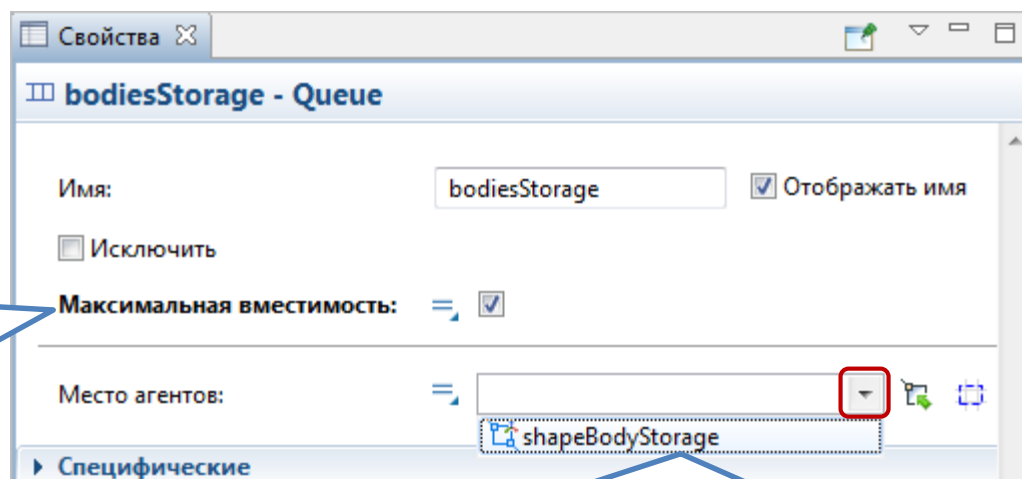 Свойства
bodiesStorage - Queue
Имя: bodiesStorage Отображать имя
Исключить
Максимальная вместимость:
Место агентов:
shapeBodyStorage
Специфические